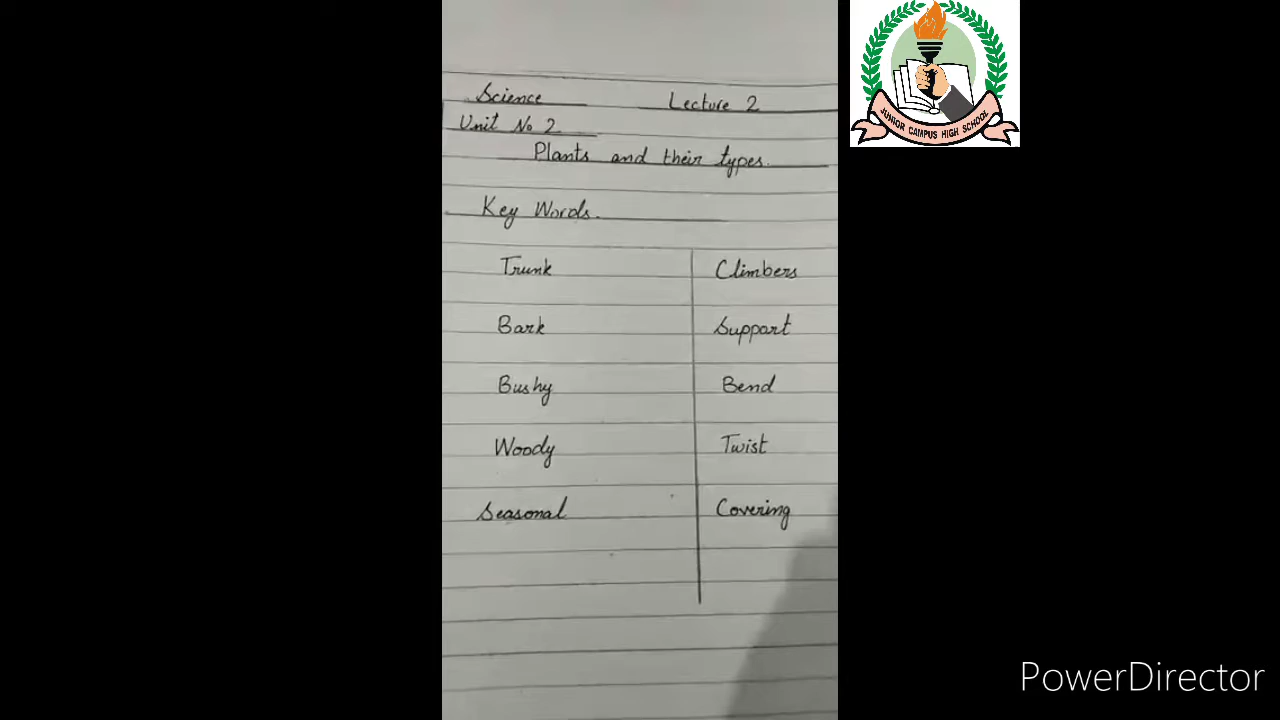 Science Lecture 2
Unit No 2
Plants and their types.
Key Words.
Trunk Climbers
Bark Support
Bushy Bend
Woody Twist
Seasonal Covering
JUNIOR CAMPUS HIGH SCHOOL
PowerDirector